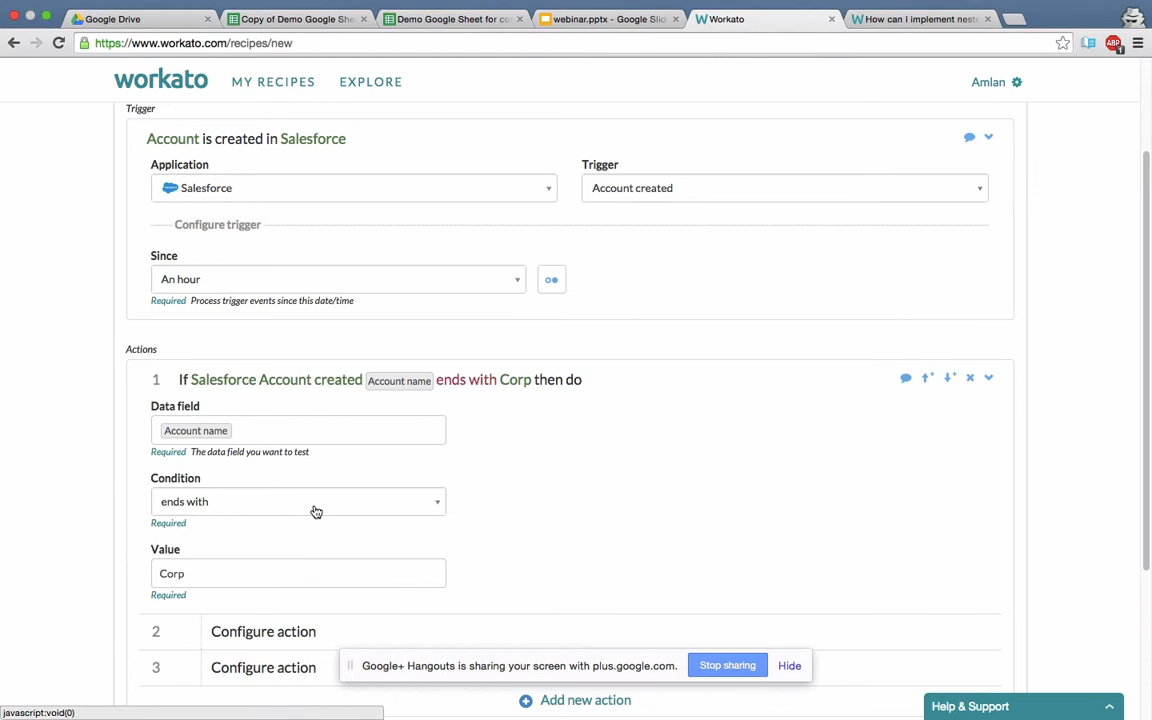 Google Drive
Copy of Demo Google She
Demo Google Sheet for co
webinar.pptx - Google Slid
Workato
How can I implement neste
https://www.workato.com/recipes/new
ABP
1
workato
MY RECIPES
EXPLORE
Amlan
Trigger
Account is created in Salesforce
Application
Trigger
Salesforce
Account created
Configure trigger
Since
An hour
Required Process trigger events since this date/time
Actions
1 If Salesforce Account created Account name ends with Corp then do
Data field
Account name
Required The data field you want to test
Condition
ends with
Required
Value
Corp
Required
2 Configure action
3 Configure action
Google+ Hangouts is sharing your screen with plus.google.com. Stop sharing Hide
Add new action
Help & Support
javascript:void(0)